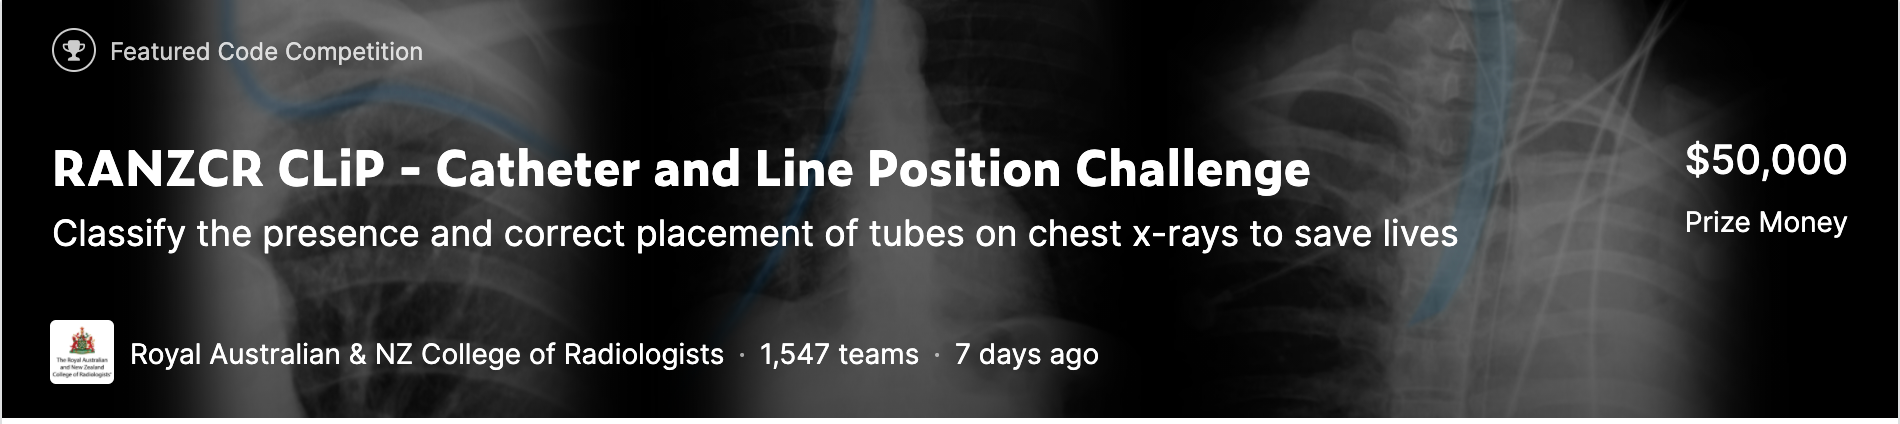 Featured Code Competition
RANZCR CLiP - Catheter and Line Position Challenge
$50,000
Classify the presence and correct placement of tubes on chest x-rays to save lives
Prize Money
The Royal Australian
and New Zealand
College of Radiologists
Royal Australian & NZ College of Radiologists · 1,547 teams · 7 days ago